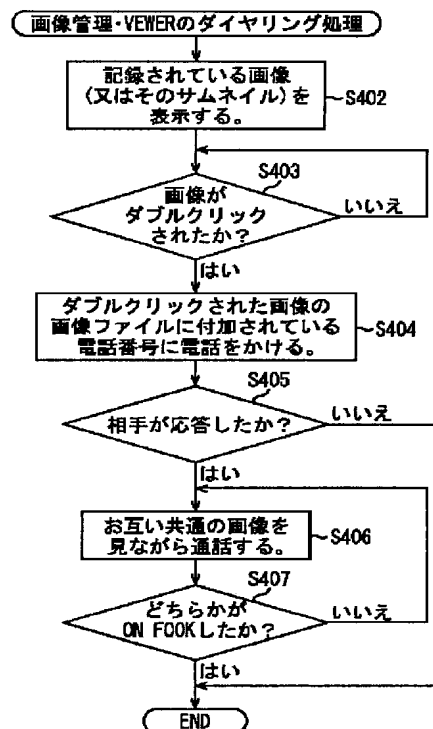 画像管理・VEWERのダイヤリング処理
記録されている画像
(又はそのサムネイル)を
表示する。
S402
S403
画像が
ダブルクリック
されたか?
いいえ
はい
ダブルクリックされた画像の
画像ファイルに付加されている
電話番号に電話をかける。
S404
S405
相手が応答したか?
いいえ
はい
お互い共通の画像を
見ながら通話する。
S406
S407
どちらかが
ON FOOKしたか?
いいえ
はい
END